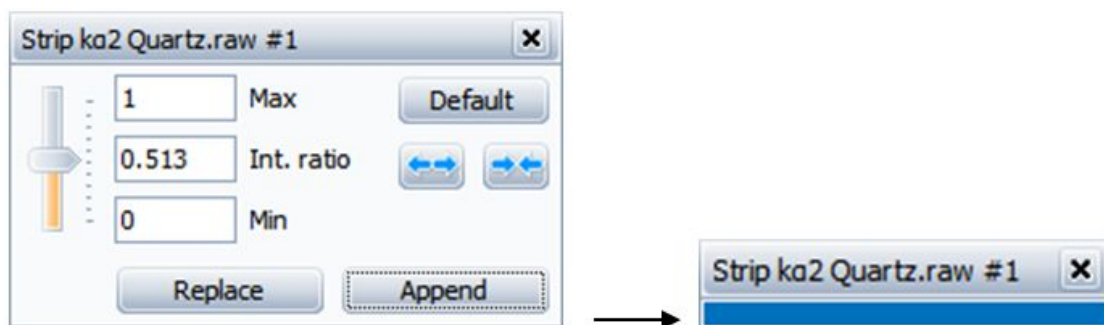 Strip kα2 Quartz.raw #1
1 Max Default
0.513 Int. ratio
0 Min
Replace Append
Strip kα2 Quartz.raw #1